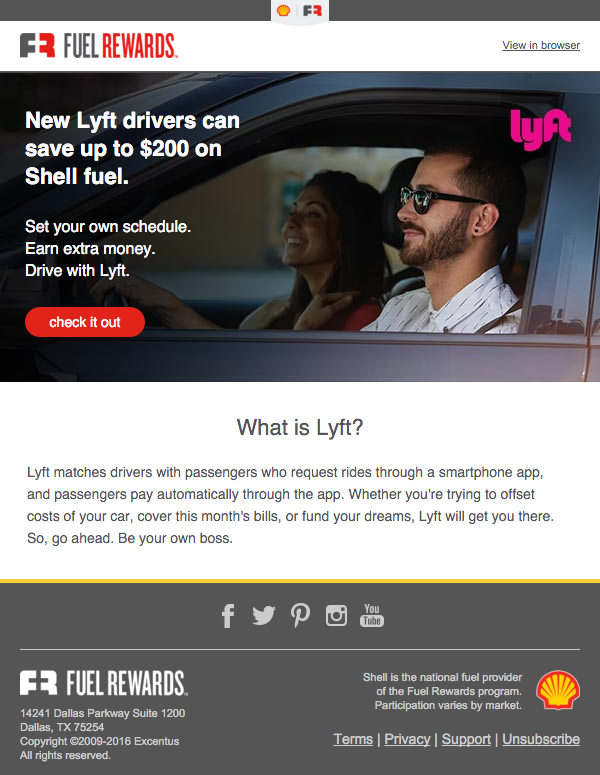 FR FUEL REWARDS™
View in browser
New Lyft drivers can
save up to $200 on
Shell fuel.
lyft
Set your own schedule.
Earn extra money.
Drive with Lyft.
check it out
What is Lyft?
Lyft matches drivers with passengers who request rides through a smartphone app,
and passengers pay automatically through the app. Whether you're trying to offset
costs of your car, cover this month's bills, or fund your dreams, Lyft will get you there.
So, go ahead. Be your own boss.
You
Tube
FR FUEL REWARDS™
14241 Dallas Parkway Suite 1200
Dallas, TX 75254
Copyright ©2009-2016 Excentus
All rights reserved.
Shell is the national fuel provider
of the Fuel Rewards program.
Participation varies by market.
Terms | Privacy | Support | Unsubscribe